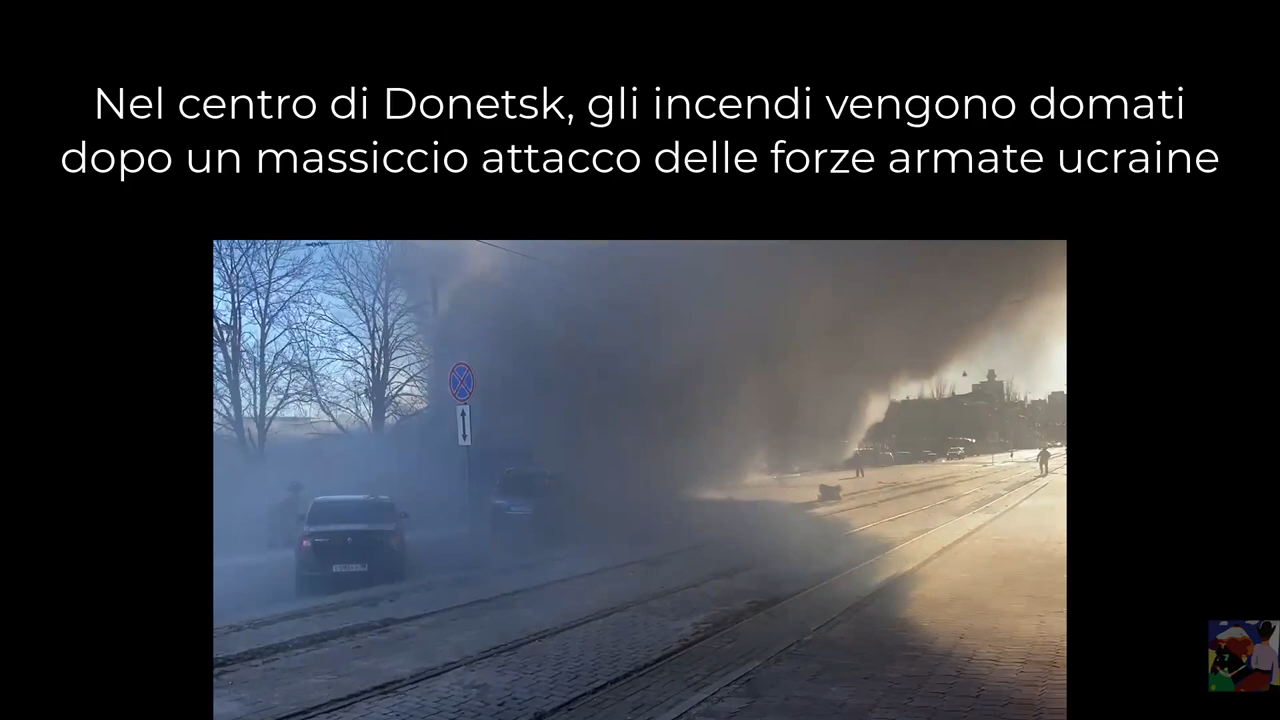 Nel centro di Donetsk, gli incendi vengono domati
dopo un massiccio attacco delle forze armate ucraine